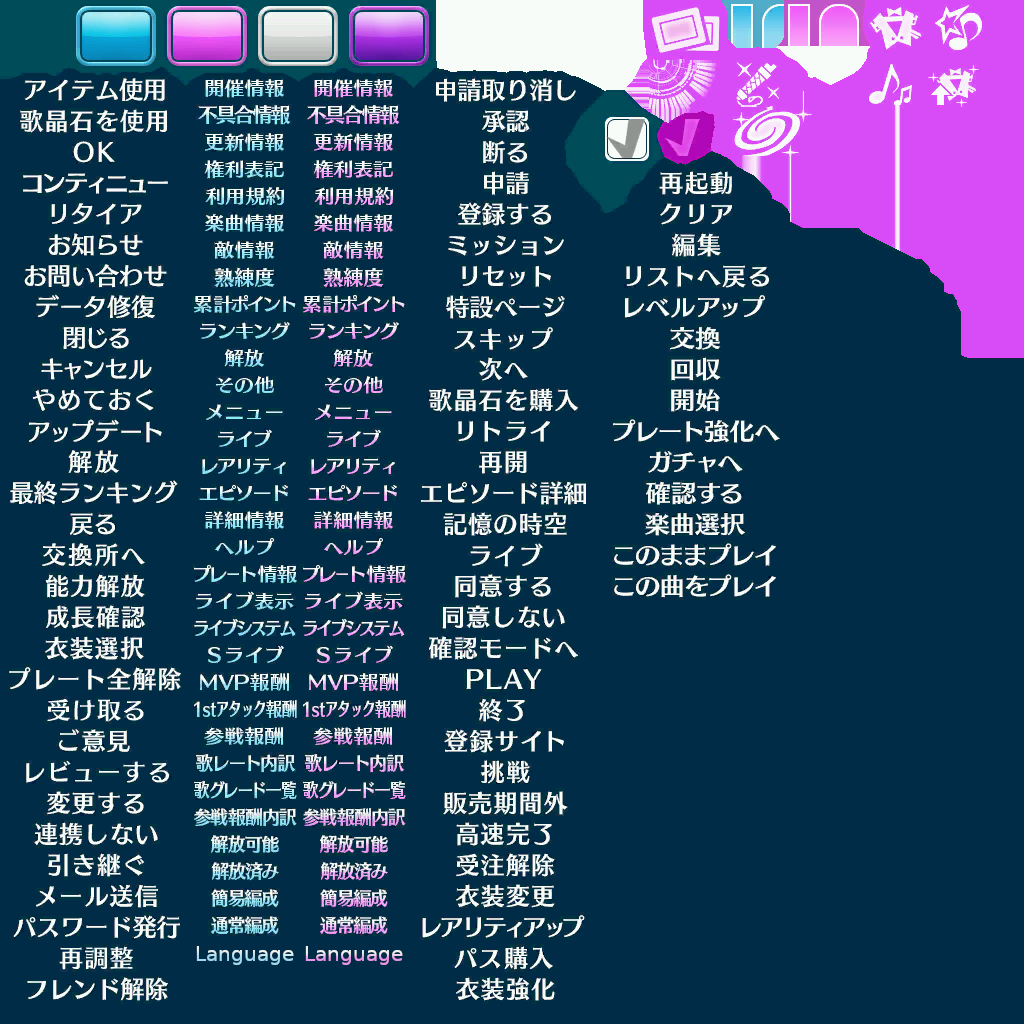 アイテム使用
歌晶石を使用
OK
コンティニュー
リタイア
お知らせ
お問い合わせ
データ修復
閉じる
キャンセル
やめておく
アップデート
解放
最終ランキング
戻る
交換所へ
能力解放
成長確認
衣装選択
プレート全解除
受け取る
ご意見
レビューする
変更する
連携しない
引き継ぐ
メール送信
パスワード発行
再調整
フレンド解除
開催情報
不具合情報
更新情報
権利表記
利用規約
楽曲情報
敵情報
熟練度
累計ポイント
ランキング
解放
その他
メニュー
ライブ
レアリティ
エピソード
詳細情報
ヘルプ
プレート情報
ライブ表示
ライブシステム
Sライブ
MVP報酬
1stアタック報酬
参戦報酬
歌レート内訳
歌グレード一覧
参戦報酬内訳
解放可能
解放済み
簡易編成
通常編成
Language
開催情報
不具合情報
更新情報
権利表記
利用規約
楽曲情報
敵情報
熟練度
累計ポイント
ランキング
解放
その他
メニュー
ライブ
レアリティ
エピソード
詳細情報
ヘルプ
プレート情報
ライブ表示
ライブシステム
Sライブ
MVP報酬
1stアタック報酬
参戦報酬
歌レート内訳
歌グレード一覧
参戦報酬内訳
解放可能
解放済み
簡易編成
通常編成
Language
申請取り消し
承認
断る
申請
登録する
ミッション
リセット
特設ページ
スキップ
次へ
歌晶石を購入
リトライ
再開
エピソード詳細
記憶の時空
ライブ
同意する
同意しない
確認モードへ
PLAY
終了
登録サイト
挑戦
販売期間外
高速完了
受注解除
衣装変更
レアリティアップ
パス購入
衣装強化
再起動
クリア
編集
リストへ戻る
レベルアップ
交換
回収
開始
プレート強化へ
ガチャへ
確認する
楽曲選択
このままプレイ
この曲をプレイ